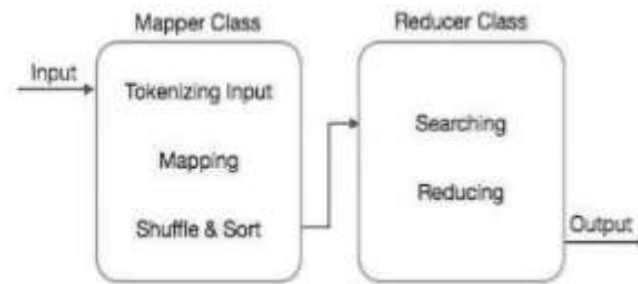 Mapper Class
Reducer Class
Input
Tokenizing Input
Mapping
Shuffle & Sort
Searching
Reducing
Output